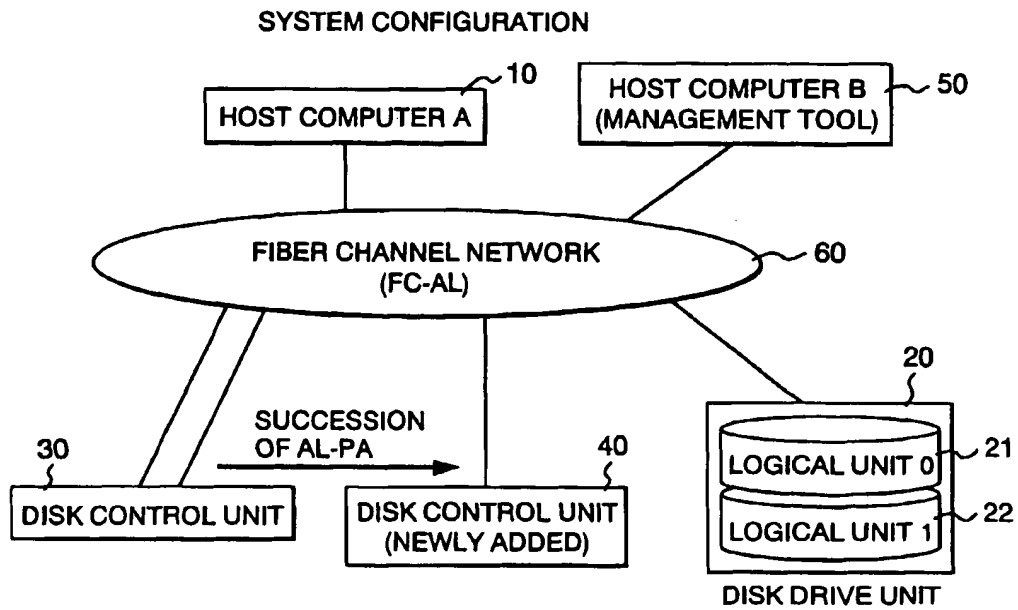 SYSTEM CONFIGURATION
10
HOST COMPUTER A
50
HOST COMPUTER B
(MANAGEMENT TOOL)
FIBER CHANNEL NETWORK
(FC-AL)
60
20
SUCCESSION
OF AL-PA
30
DISK CONTROL UNIT
40
DISK CONTROL UNIT
(NEWLY ADDED)
LOGICAL UNIT 0
21
LOGICAL UNIT 1
22
DISK DRIVE UNIT